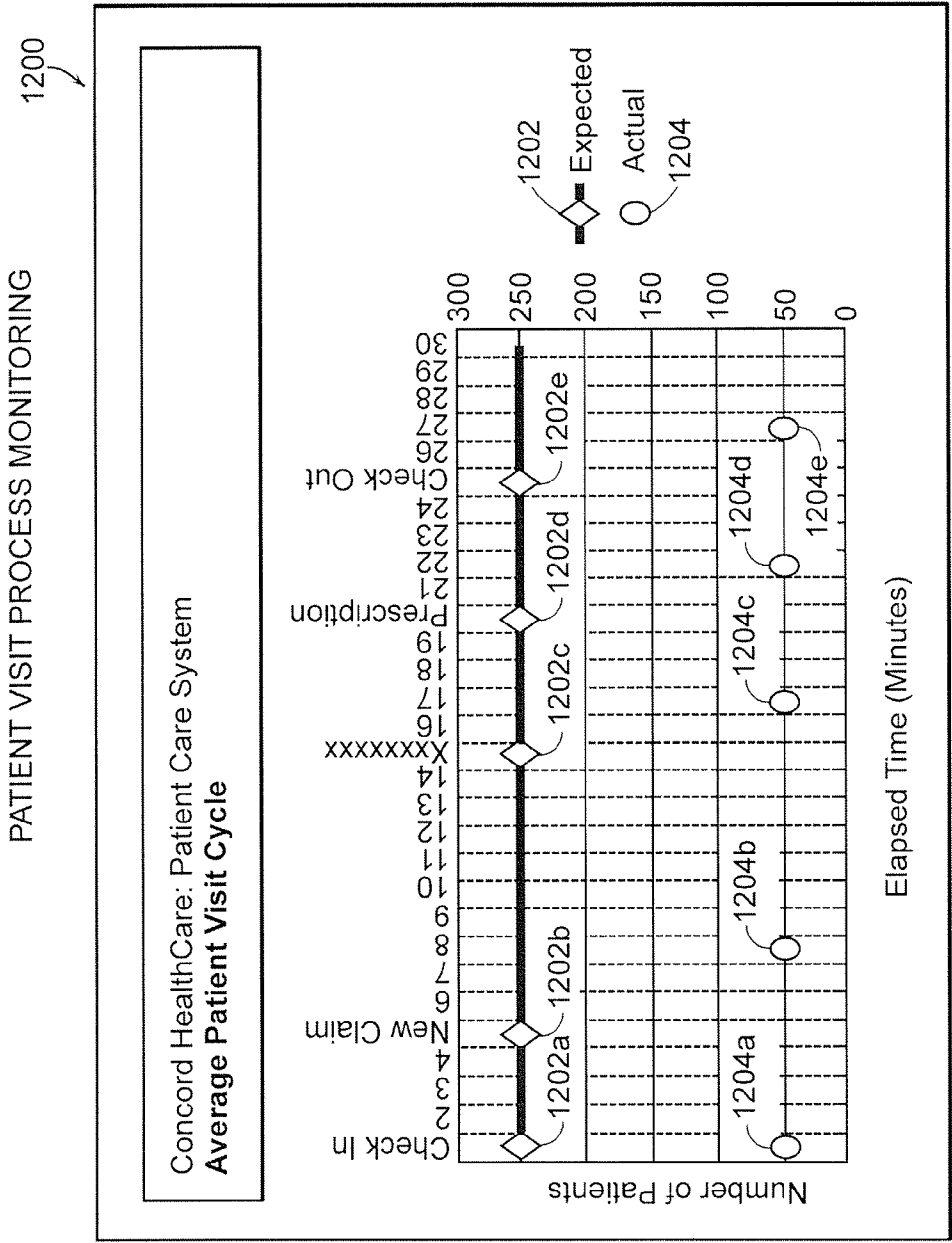 PATIENT VISIT PROCESS MONITORING
1200
Concord HealthCare: Patient Care System
Average Patient Visit Cycle
Check In
2
3
4
New Claim
6
7
8
9
10
11
12
13
14
Xxxxxxxx
16
17
18
19
Prescription
21
22
23
24
Check Out
26
27
28
29
30
300
250
200
150
100
50
0
Number of Patients
1202a
1202b
1202c
1202d
1202e
1204a
1204b
1204c
1204d
1204e
Elapsed Time (Minutes)
1202
Expected
Actual
1204